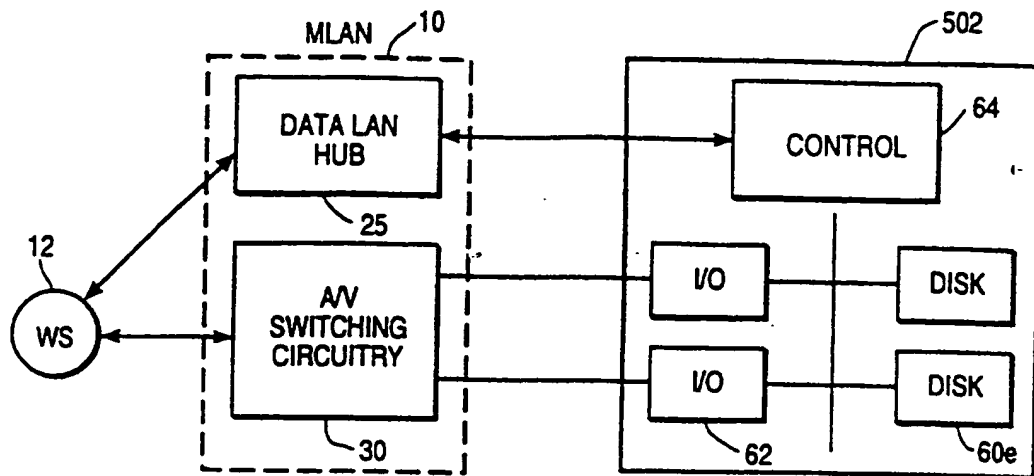 MLAN
10
502
DATA LAN
HUB
25
CONTROL
64
12
WS
A/V
SWITCHING
CIRCUITRY
30
I/O
DISK
I/O
62
DISK
60e